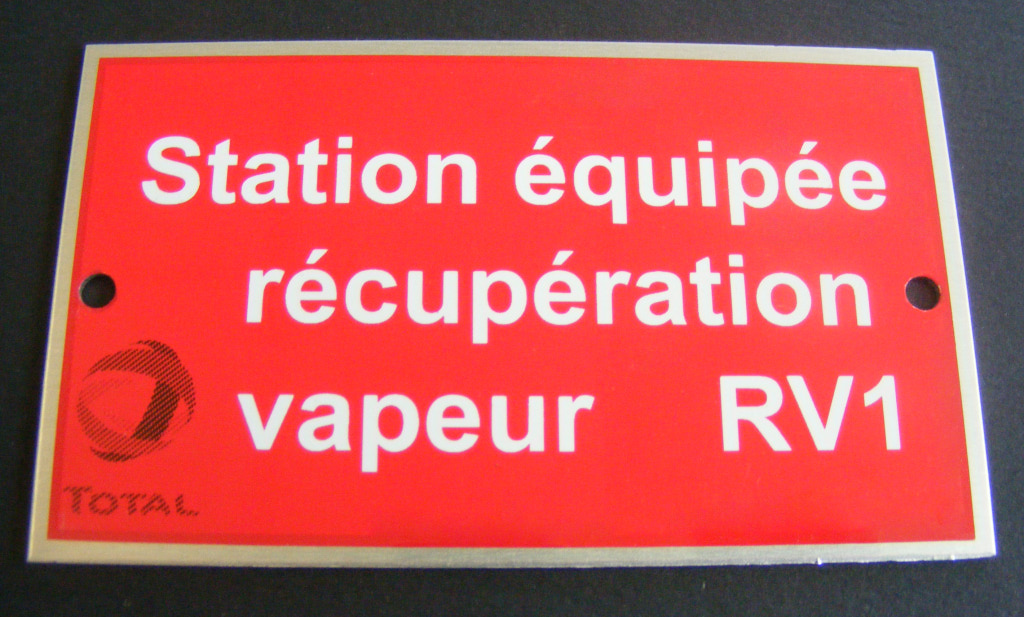 Station équipée
récupération
vapeur RV1
TOTAL